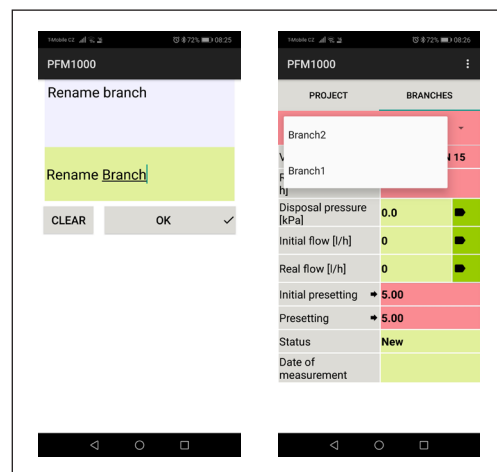 T-Mobile CZ 72% 08:25
PFM1000
Rename branch
Rename Branch
CLEAR OK
T-Mobile CZ 72% 08:26
PFM1000
PROJECT BRANCHES
Branch2
Branch1
15
h]
Disposal pressure
[kPa] 0.0
Initial flow [l/h] 0
Real flow [l/h] 0
Initial presetting 5.00
Presetting 5.00
Status New
Date of
measurement